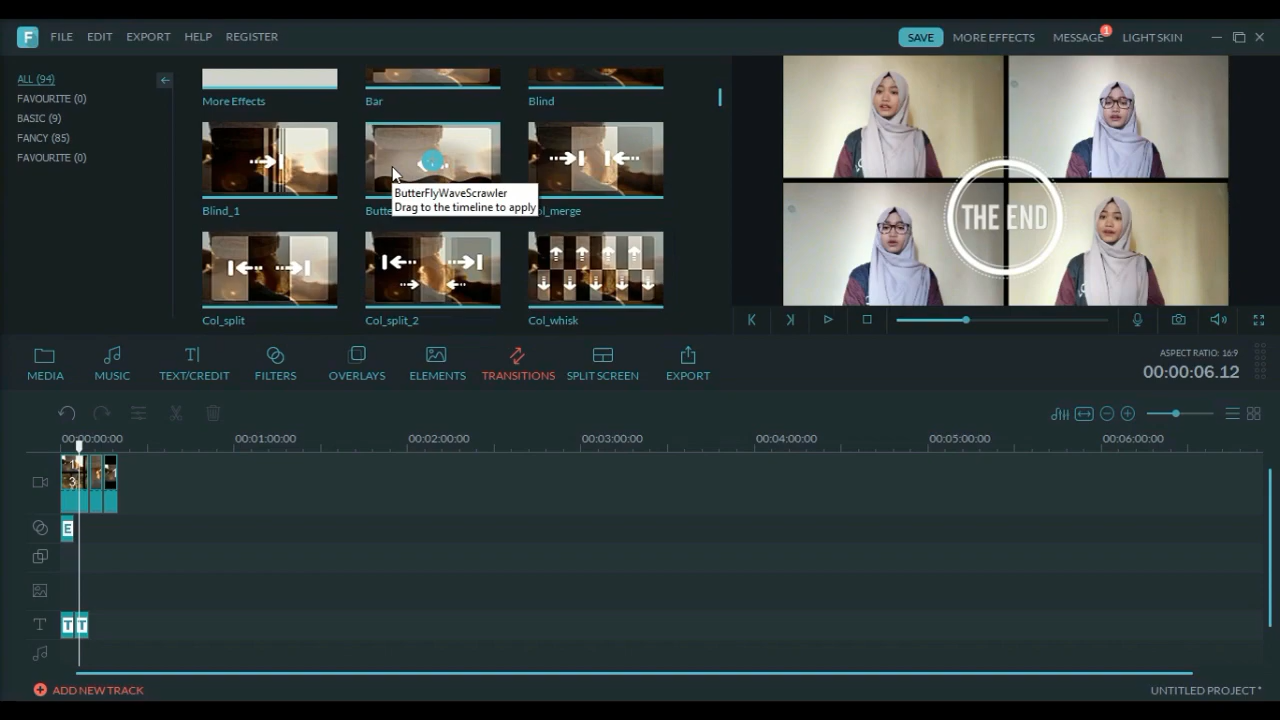 F FILE EDIT EXPORT HELP REGISTER SAVE MORE EFFECTS MESSAGE 1 LIGHT SKIN
ALL (94)
FAVOURITE (0)
BASIC (9)
FANCY (85)
FAVOURITE (0)
More Effects Bar Blind
ButterFlyWaveScrawler
Drag to the timeline to apply
Blind_1
Col_split Col_split_2 Col_whisk
THE END
MEDIA MUSIC TEXT/CREDIT FILTERS OVERLAYS ELEMENTS TRANSITIONS SPLIT SCREEN EXPORT
ASPECT RATIO: 16:9
00:00:06.12
00:00:00:00 00:01:00:00 00:02:00:00 00:03:00:00 00:04:00:00 00:05:00:00 00:06:00:00
1
3
E
T T T
ADD NEW TRACK UNTITLED PROJECT*